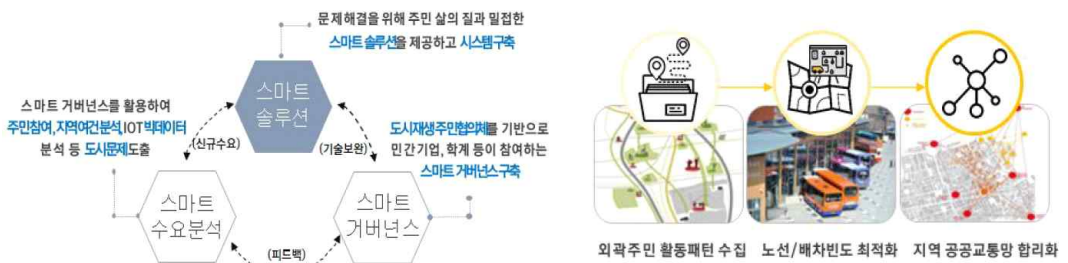 문제해결을 위해 주민 삶의 질과 밀접한
스마트 솔루션을 제공하고 시스템 구축
스마트
솔루션
스마트 거버넌스를 활용하여
주민참여, 지역여건분석, IOT 빅데이터
분석 등 도시문제 도출
(신규수요)
(기술보완)
도시재생 주민협의체를 기반으로
민간기업, 학계 등이 참여하는
스마트 거버넌스 구축
스마트
수요분석
스마트
거버넌스
(피드백)
외곽주민 활동패턴 수집
노선/배차빈도 최적화
지역 공공교통망 합리화